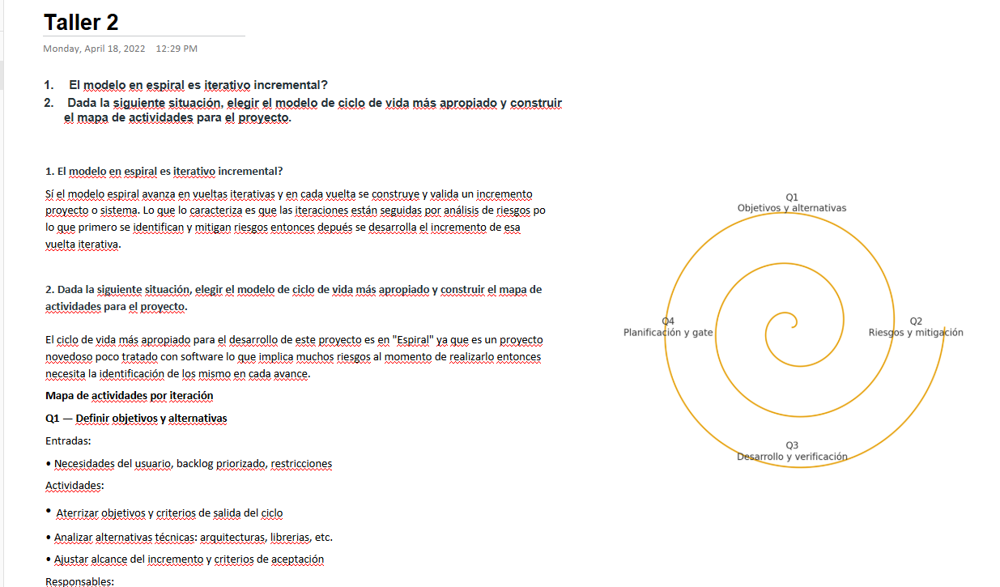 Taller 2
Monday, April 18, 2022 12:29 PM
1. El modelo en espiral es iterativo incremental?
2. Dada la siguiente situación, elegir el modelo de ciclo de vida más apropiado y construir
el mapa de actividades para el proyecto.
1. El modelo en espiral es iterativo incremental?
Sí el modelo espiral avanza en vueltas iterativas y en cada vuelta se construye y valida un incremento
proyecto o sistema. Lo que lo caracteriza es que las iteraciones están seguidas por análisis de riesgos po
lo que primero se identifican y mitigan riesgos entonces depués se desarrolla el incremento de esa
vuelta iterativa.
2. Dada la siguiente situación, elegir el modelo de ciclo de vida más apropiado y construir el mapa de
actividades para el proyecto.
El ciclo de vida más apropiado para el desarrollo de este proyecto es en "Espiral" ya que es un proyecto
novedoso poco tratado con software lo que implica muchos riesgos al momento de realizarlo entonces
necesita la identificación de los mismo en cada avance.
Mapa de actividades por iteración
Q1 — Definir objetivos y alternativas
Entradas:
• Necesidades del usuario, backlog priorizado, restricciones
Actividades:
• Aterrizar objetivos y criterios de salida del ciclo
• Analizar alternativas técnicas: arquitecturas, librerias, etc.
• Ajustar alcance del incremento y criterios de aceptación
Responsables:
Q1
Objetivos y alternativas
Q4
Planificación y gate
Q2
Riesgos y mitigación
Q3
Desarrollo y verificación